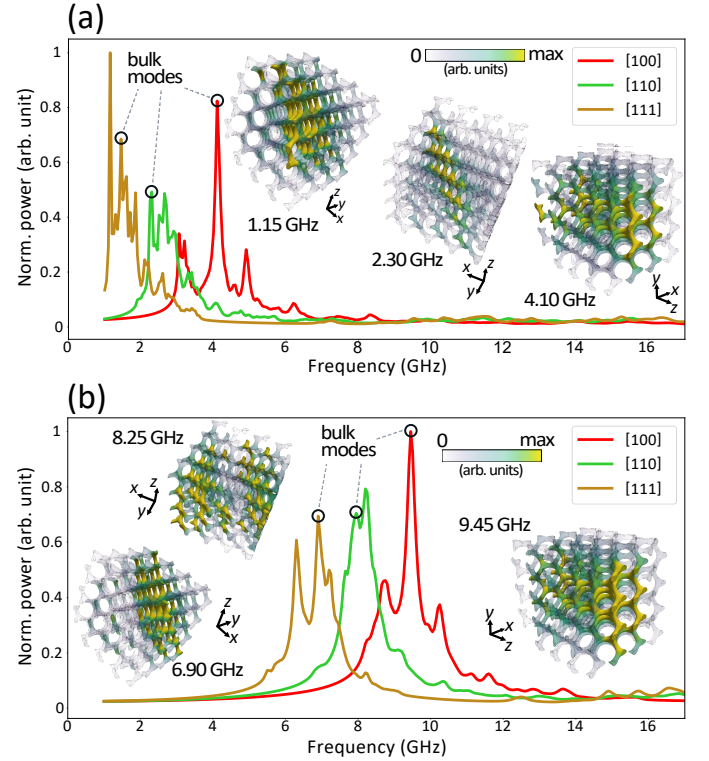 (a)
Norm. power (arb. unit)
1
0.8
0.6
0.4
0.2
0
bulk
modes
0 max
(arb. units)
[100]
[110]
[111]
1.15 GHz
z
y
x
2.30 GHz
x z
y
4.10 GHz
y x
z
0 2 4 6 8 10 12 14 16
Frequency (GHz)
(b)
Norm. power (arb. unit)
1
0.8
0.6
0.4
0.2
0
8.25 GHz
x z
y
bulk
modes
0 max
(arb. units)
[100]
[110]
[111]
6.90 GHz
z
y
x
9.45 GHz
y x
z
0 2 4 6 8 10 12 14 16
Frequency (GHz)